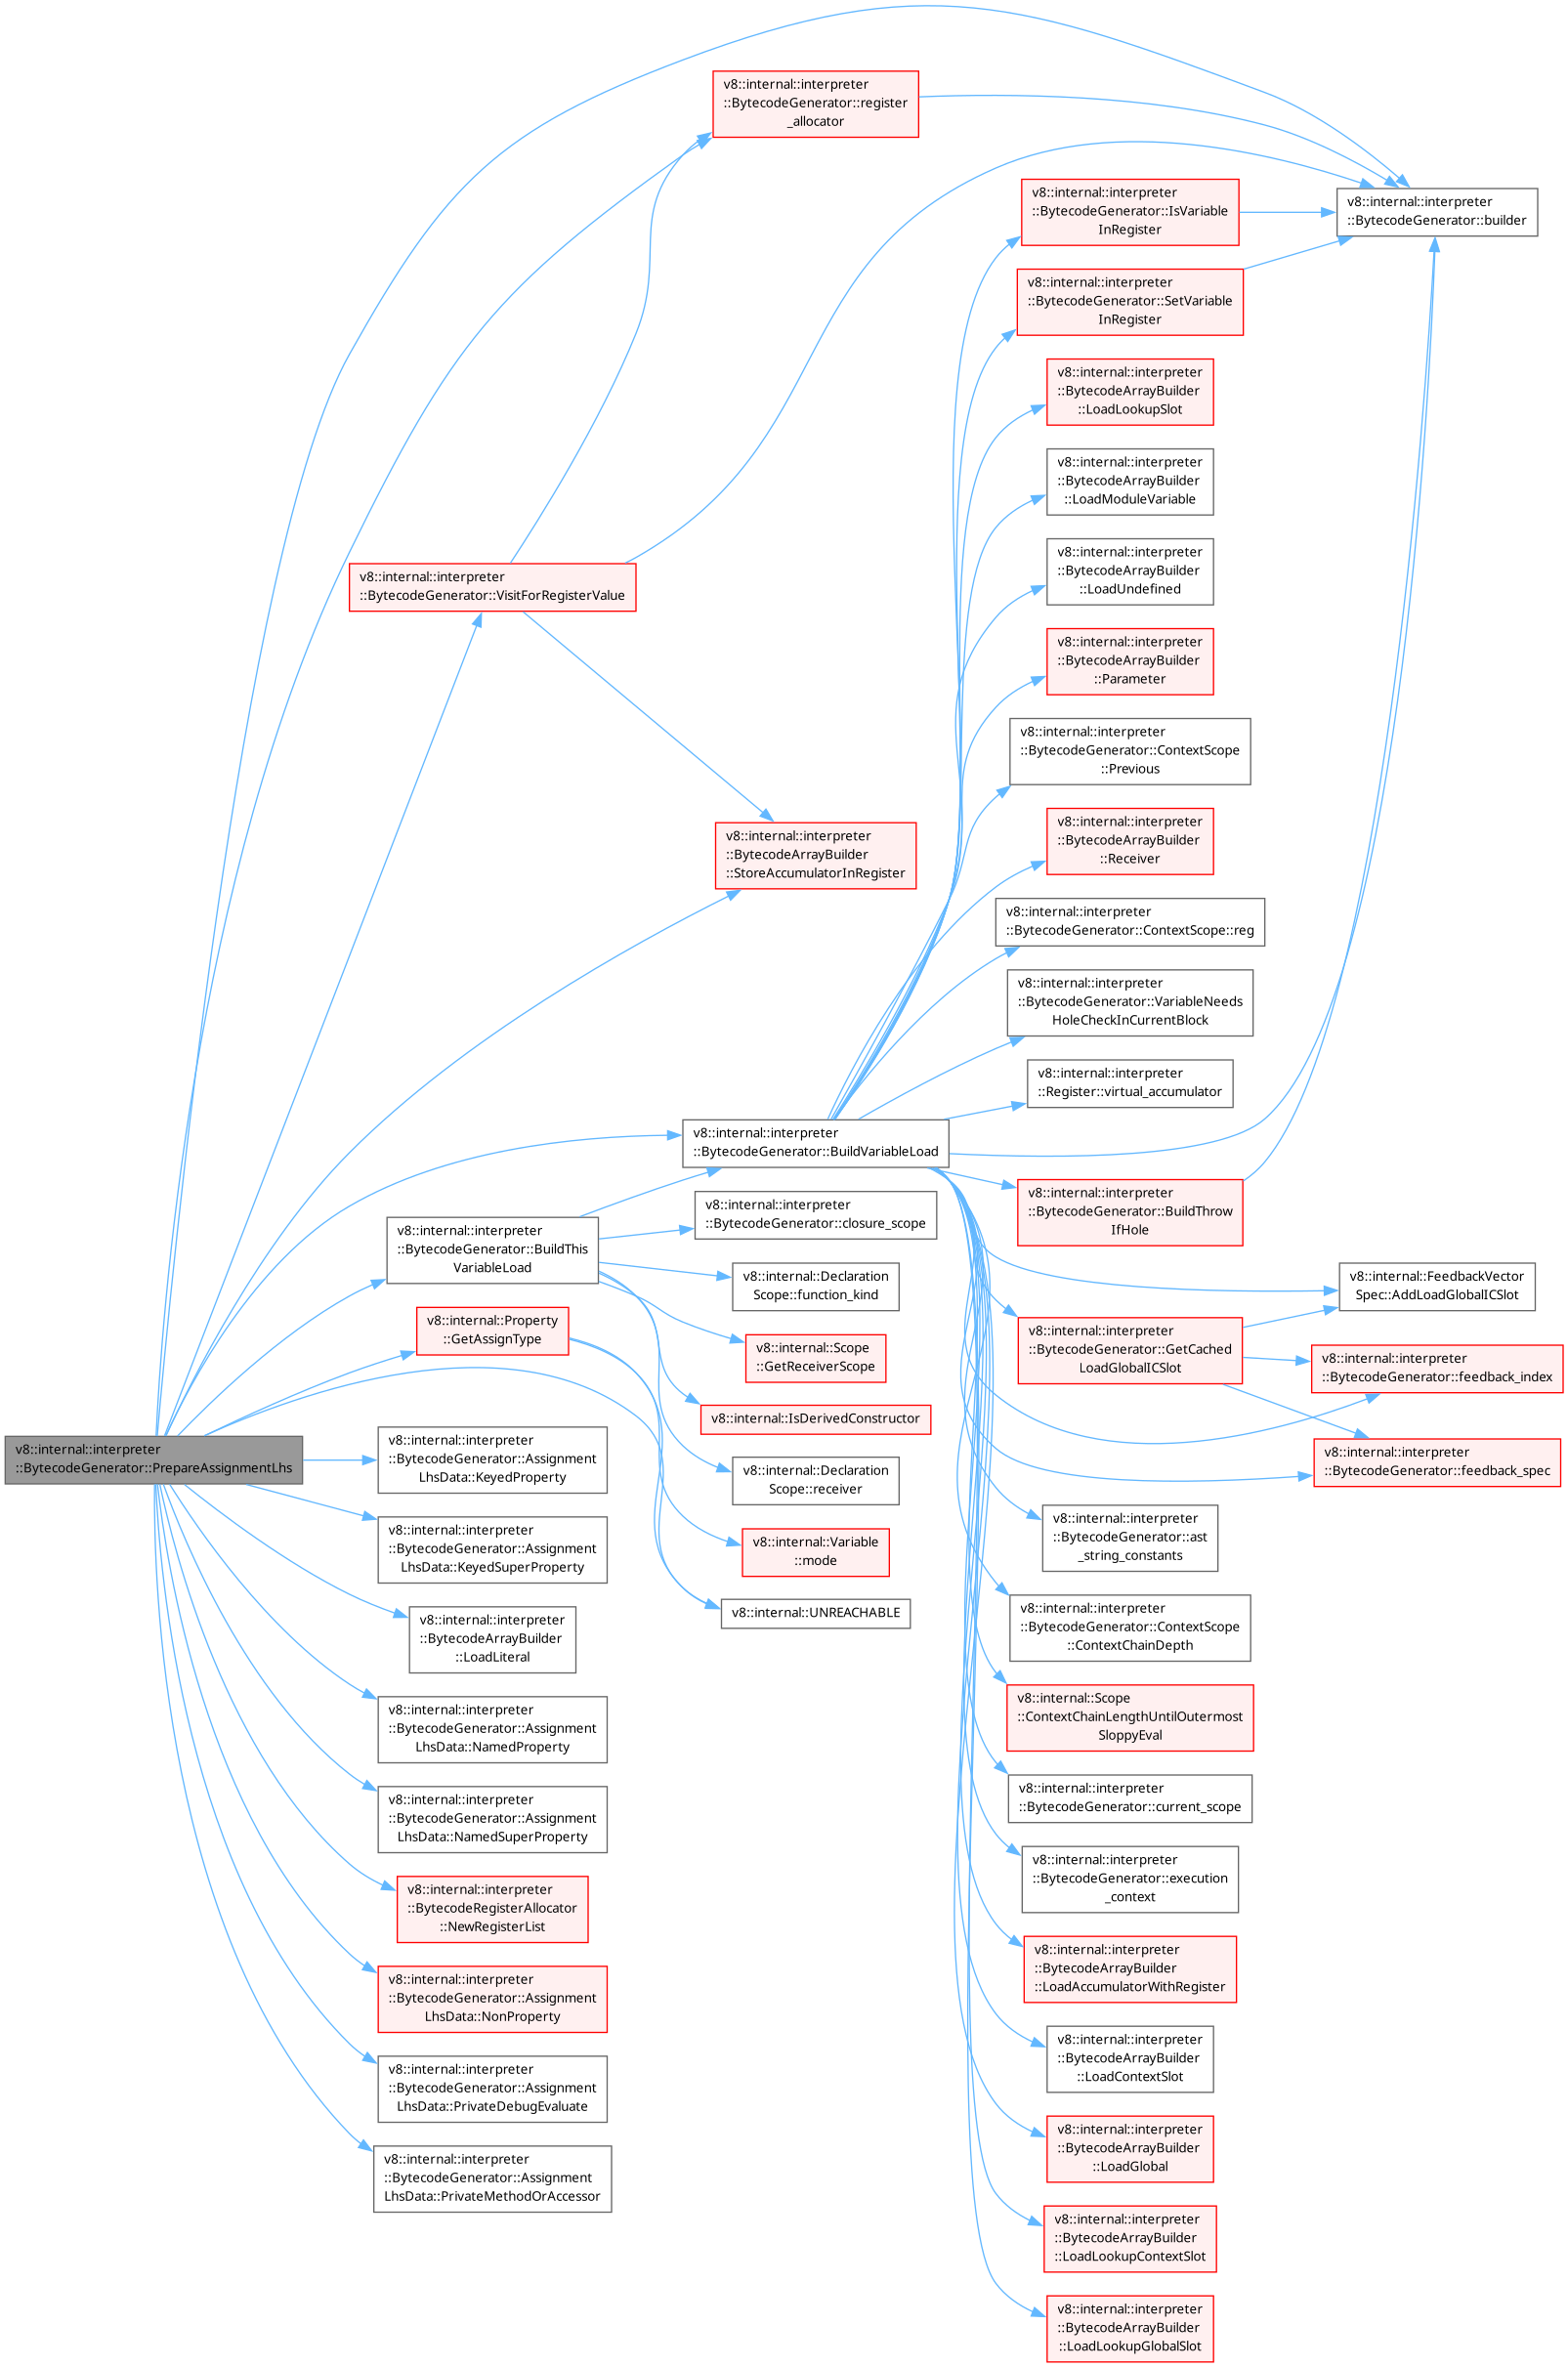 v8::internal::interpreter
::BytecodeGenerator::PrepareAssignmentLhs
v8::internal::interpreter
::BytecodeGenerator::VisitForRegisterValue
v8::internal::interpreter
::BytecodeGenerator::BuildThis
VariableLoad
v8::internal::Property
::GetAssignType
v8::internal::interpreter
::BytecodeGenerator::Assignment
LhsData::KeyedProperty
v8::internal::interpreter
::BytecodeGenerator::Assignment
LhsData::KeyedSuperProperty
v8::internal::interpreter
::BytecodeArrayBuilder
::LoadLiteral
v8::internal::interpreter
::BytecodeGenerator::Assignment
LhsData::NamedProperty
v8::internal::interpreter
::BytecodeGenerator::Assignment
LhsData::NamedSuperProperty
v8::internal::interpreter
::BytecodeRegisterAllocator
::NewRegisterList
v8::internal::interpreter
::BytecodeGenerator::Assignment
LhsData::NonProperty
v8::internal::interpreter
::BytecodeGenerator::Assignment
LhsData::PrivateDebugEvaluate
v8::internal::interpreter
::BytecodeGenerator::Assignment
LhsData::PrivateMethodOrAccessor
v8::internal::interpreter
::BytecodeGenerator::register
_allocator
v8::internal::interpreter
::BytecodeArrayBuilder
::StoreAccumulatorInRegister
v8::internal::interpreter
::BytecodeGenerator::BuildVariableLoad
v8::internal::interpreter
::BytecodeGenerator::closure_scope
v8::internal::Declaration
Scope::function_kind
v8::internal::Scope
::GetReceiverScope
v8::internal::IsDerivedConstructor
v8::internal::Declaration
Scope::receiver
v8::internal::Variable
::mode
v8::internal::UNREACHABLE
v8::internal::interpreter
::BytecodeGenerator::IsVariable
InRegister
v8::internal::interpreter
::BytecodeGenerator::SetVariable
InRegister
v8::internal::interpreter
::BytecodeArrayBuilder
::LoadLookupSlot
v8::internal::interpreter
::BytecodeArrayBuilder
::LoadModuleVariable
v8::internal::interpreter
::BytecodeArrayBuilder
::LoadUndefined
v8::internal::interpreter
::BytecodeArrayBuilder
::Parameter
v8::internal::interpreter
::BytecodeGenerator::ContextScope
::Previous
v8::internal::interpreter
::BytecodeArrayBuilder
::Receiver
v8::internal::interpreter
::BytecodeGenerator::ContextScope::reg
v8::internal::interpreter
::BytecodeGenerator::VariableNeeds
HoleCheckInCurrentBlock
v8::internal::interpreter
::Register::virtual_accumulator
v8::internal::interpreter
::BytecodeGenerator::BuildThrow
IfHole
v8::internal::interpreter
::BytecodeGenerator::GetCached
LoadGlobalICSlot
v8::internal::interpreter
::BytecodeGenerator::ast
_string_constants
v8::internal::interpreter
::BytecodeGenerator::ContextScope
::ContextChainDepth
v8::internal::Scope
::ContextChainLengthUntilOutermost
SloppyEval
v8::internal::interpreter
::BytecodeGenerator::current_scope
v8::internal::interpreter
::BytecodeGenerator::execution
_context
v8::internal::interpreter
::BytecodeArrayBuilder
::LoadAccumulatorWithRegister
v8::internal::interpreter
::BytecodeArrayBuilder
::LoadContextSlot
v8::internal::interpreter
::BytecodeArrayBuilder
::LoadGlobal
v8::internal::interpreter
::BytecodeArrayBuilder
::LoadLookupContextSlot
v8::internal::interpreter
::BytecodeArrayBuilder
::LoadLookupGlobalSlot
v8::internal::interpreter
::BytecodeGenerator::builder
v8::internal::FeedbackVector
Spec::AddLoadGlobalICSlot
v8::internal::interpreter
::BytecodeGenerator::feedback_index
v8::internal::interpreter
::BytecodeGenerator::feedback_spec